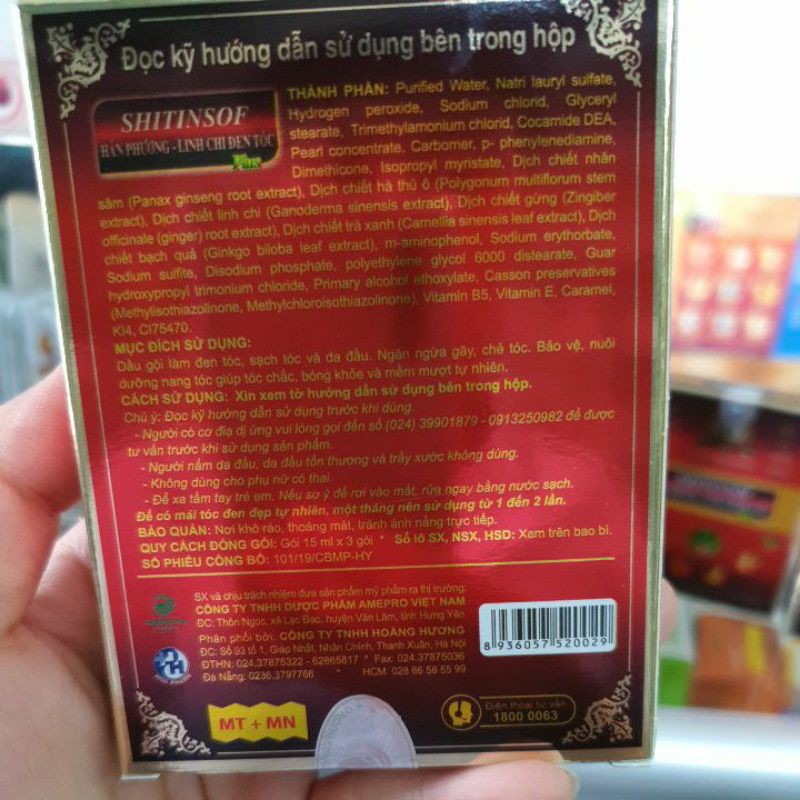 Đọc kỹ hướng dẫn sử dụng bên trong hộp
SHITINSOF
HÀN PHƯƠNG - LINH CHI ĐEN TÓC
Plus
THÀNH PHẦN: Purified Water, Natri lauryl sulfate,
Hydrogen peroxide, Sodium chlorid, Glyceryl
stearate, Trimethylamonium chlorid, Cocamide DEA,
Pearl concentrate, Carbomer, p- phenylenediamine,
Dimethicone, Isopropyl myristate, Dịch chiết nhân
sâm (Panax ginseng root extract), Dịch chiết hà thủ ô (Polygonum multiflorum stem
extract), Dịch chiết linh chi (Ganoderma sinensis extract), Dịch chiết gừng (Zingiber
officinale (ginger) root extract), Dịch chiết trà xanh (Camellia sinensis leaf extract), Dịch
chiết bạch quả (Ginkgo biloba leaf extract), m-aminophenol, Sodium erythorbate,
Sodium sulfite, Disodium phosphate, polyethylene glycol 6000 distearate, Guar
hydroxypropyl trimonium chloride, Primary alcohol ethoxylate, Casson preservatives
(Methylisothiazolinone, Methylchloroisothiazolinone), Vitamin B5, Vitamin E, Caramel,
KI4, CI75470.
MỤC ĐÍCH SỬ DỤNG:
Dầu gội làm đen tóc, sạch tóc và da đầu. Ngăn ngừa gãy, chẻ tóc. Bảo vệ, nuôi
dưỡng nang tóc giúp tóc chắc, bóng khỏe và mềm mượt tự nhiên.
CÁCH SỬ DỤNG: Xin xem tờ hướng dẫn sử dụng bên trong hộp.
Chú ý: Đọc kỹ hướng dẫn sử dụng trước khi dùng.
- Người có cơ địa dị ứng vui lòng gọi đến số (024) 39901879 - 0913250982 để được
tư vấn trước khi sử dụng sản phẩm.
- Người nấm da đầu, da đầu tổn thương và trầy xước không dùng.
- Không dùng cho phụ nữ có thai.
- Để xa tầm tay trẻ em. Nếu sơ ý để rơi vào mắt, rửa ngay bằng nước sạch.
Để có mái tóc đen đẹp tự nhiên, một tháng nên sử dụng từ 1 đến 2 lần.
BẢO QUẢN: Nơi khô ráo, thoáng mát, tránh ánh nắng trực tiếp.
QUY CÁCH ĐÓNG GÓI: Gói 15 ml x 3 gói * Số lô SX, NSX, HSD: Xem trên bao bì.
SỐ PHIẾU CÔNG BỐ: 101/19/CBMP-HY
SX và chịu trách nhiệm đưa sản phẩm mỹ phẩm ra thị trường:
CÔNG TY TNHH DƯỢC PHẨM AMEPRO VIỆT NAM
ĐC: Thôn Ngọc, xã Lạc Đạo, huyện Văn Lâm, tỉnh Hưng Yên
Phân phối bởi: CÔNG TY TNHH HOÀNG HƯƠNG
ĐC: Số 93 tổ 1, Giáp Nhất, Nhân Chính, Thanh Xuân, Hà Nội
ĐTHN: 024.37875322 - 62865817 * Fax: 024.37875036
Đà Nẵng: 0236.3797766 * HCM: 028 66 58 55 99
8 936057 520029
MT + MN
Điện thoại tư vấn
1800 0063